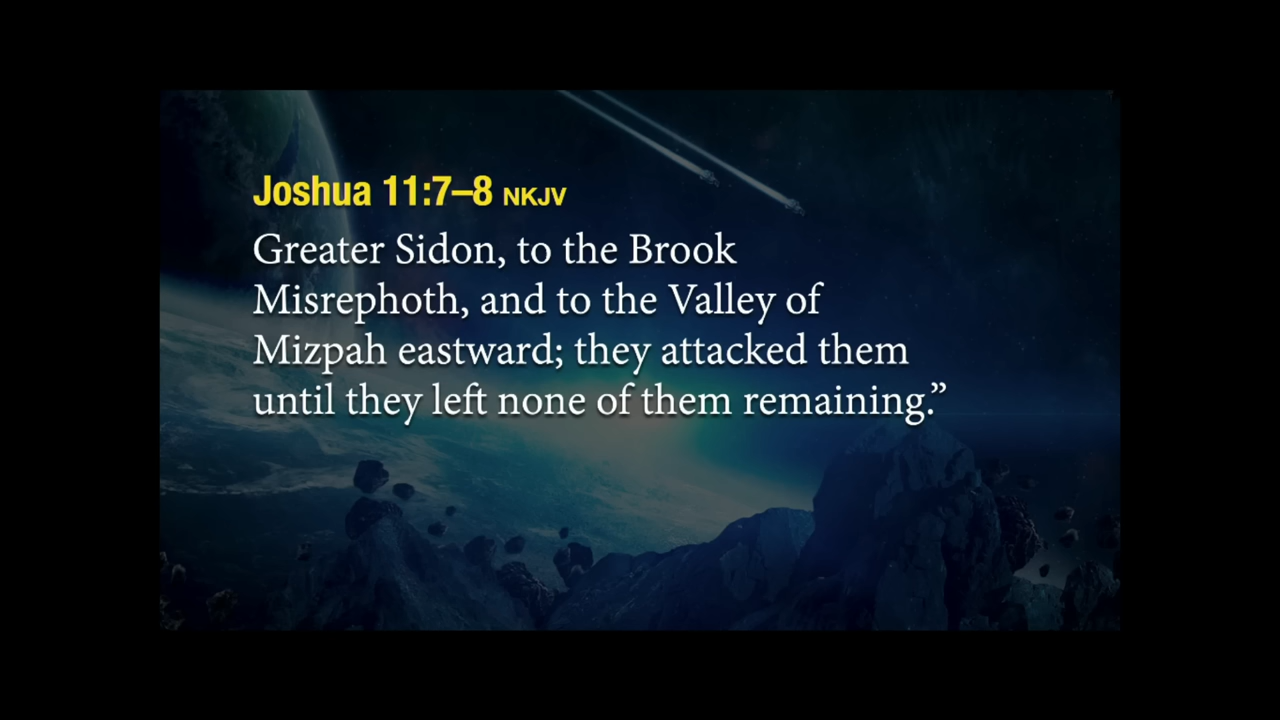 Joshua 11:7–8 NKJV
Greater Sidon, to the Brook
Misrephoth, and to the Valley of
Mizpah eastward; they attacked them
until they left none of them remaining.”